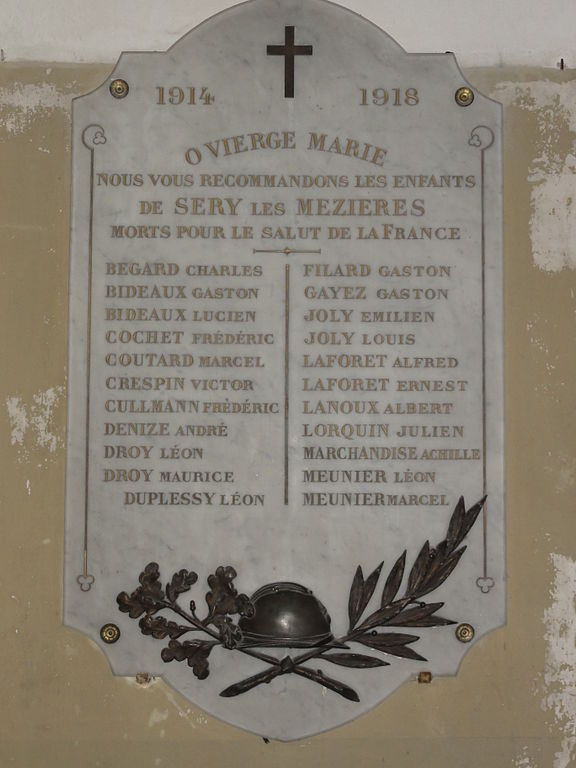 1914 1918
O VIERGE MARIE
NOUS VOUS RECOMMANDONS LES ENFANTS
DE SERY LES MEZIERES
MORTS POUR LE SALUT DE LA FRANCE
BEGARD CHARLES
BIDEAUX GASTON
BIDEAUX LUCIEN
COCHET FRÉDÉRIC
COUTARD MARCEL
CRESPIN VICTOR
CULLMANN FRÈDÉRIC
DENIZE ANDRÈ
DROY LÉON
DROY MAURICE
DUPLESSY LÉON
FILARD GASTON
GAYEZ GASTON
JOLY EMILIEN
JOLY LOUIS
LAFORET ALFRED
LAFORET ERNEST
LANOUX ALBERT
LORQUIN JULIEN
MARCHANDISE ACHILLE
MEUNIER LÉON
MEUNIER MARCEL